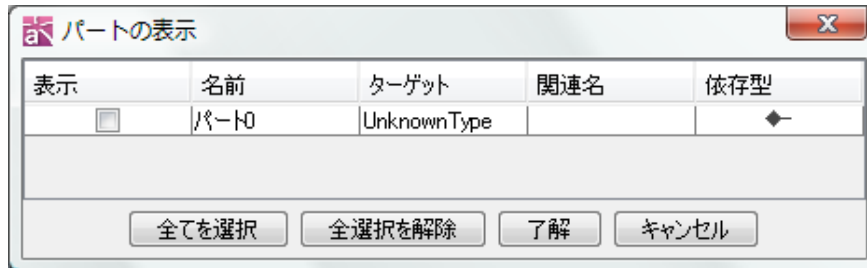 パートの表示
表示 名前 ターゲット 関連名 依存型
パート0 UnknownType
全てを選択 全選択を解除 了解 キャンセル